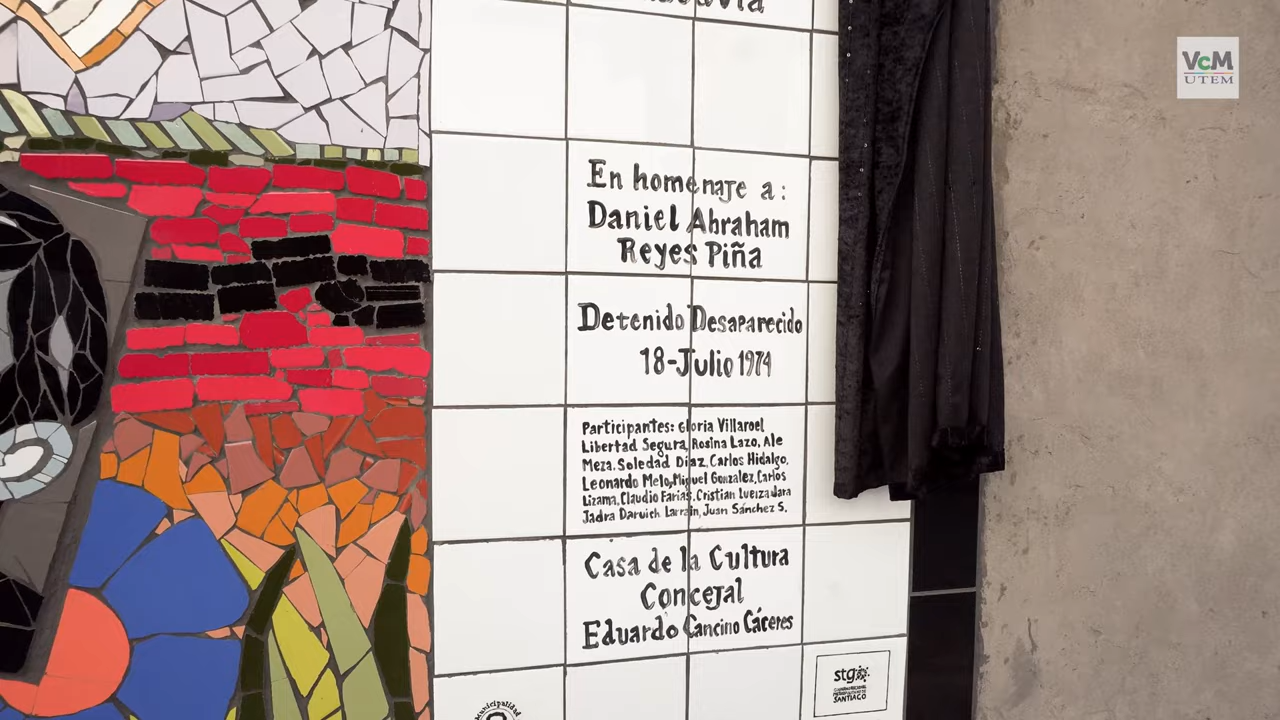 VcM
UTEM
En homenaje a:
Daniel Abraham
Reyes Piña
Detenido Desaparecido
18-Julio 1974
Participantes: Gloria Villaroel
Libertad Segura, Rosina Lazo, Ale
Meza, Soledad Díaz, Carlos Hidalgo,
Leonardo Melo, Miguel Gonzalez, Carlos
Lizama, Claudio Farías, Cristian Lueiza Jara
Jadra Daruich Larraín, Juan Sánchez S.
Casa de la Cultura
Concejal
Eduardo Cancino Cáceres
stgo
SANTIAGO
Municipalidad